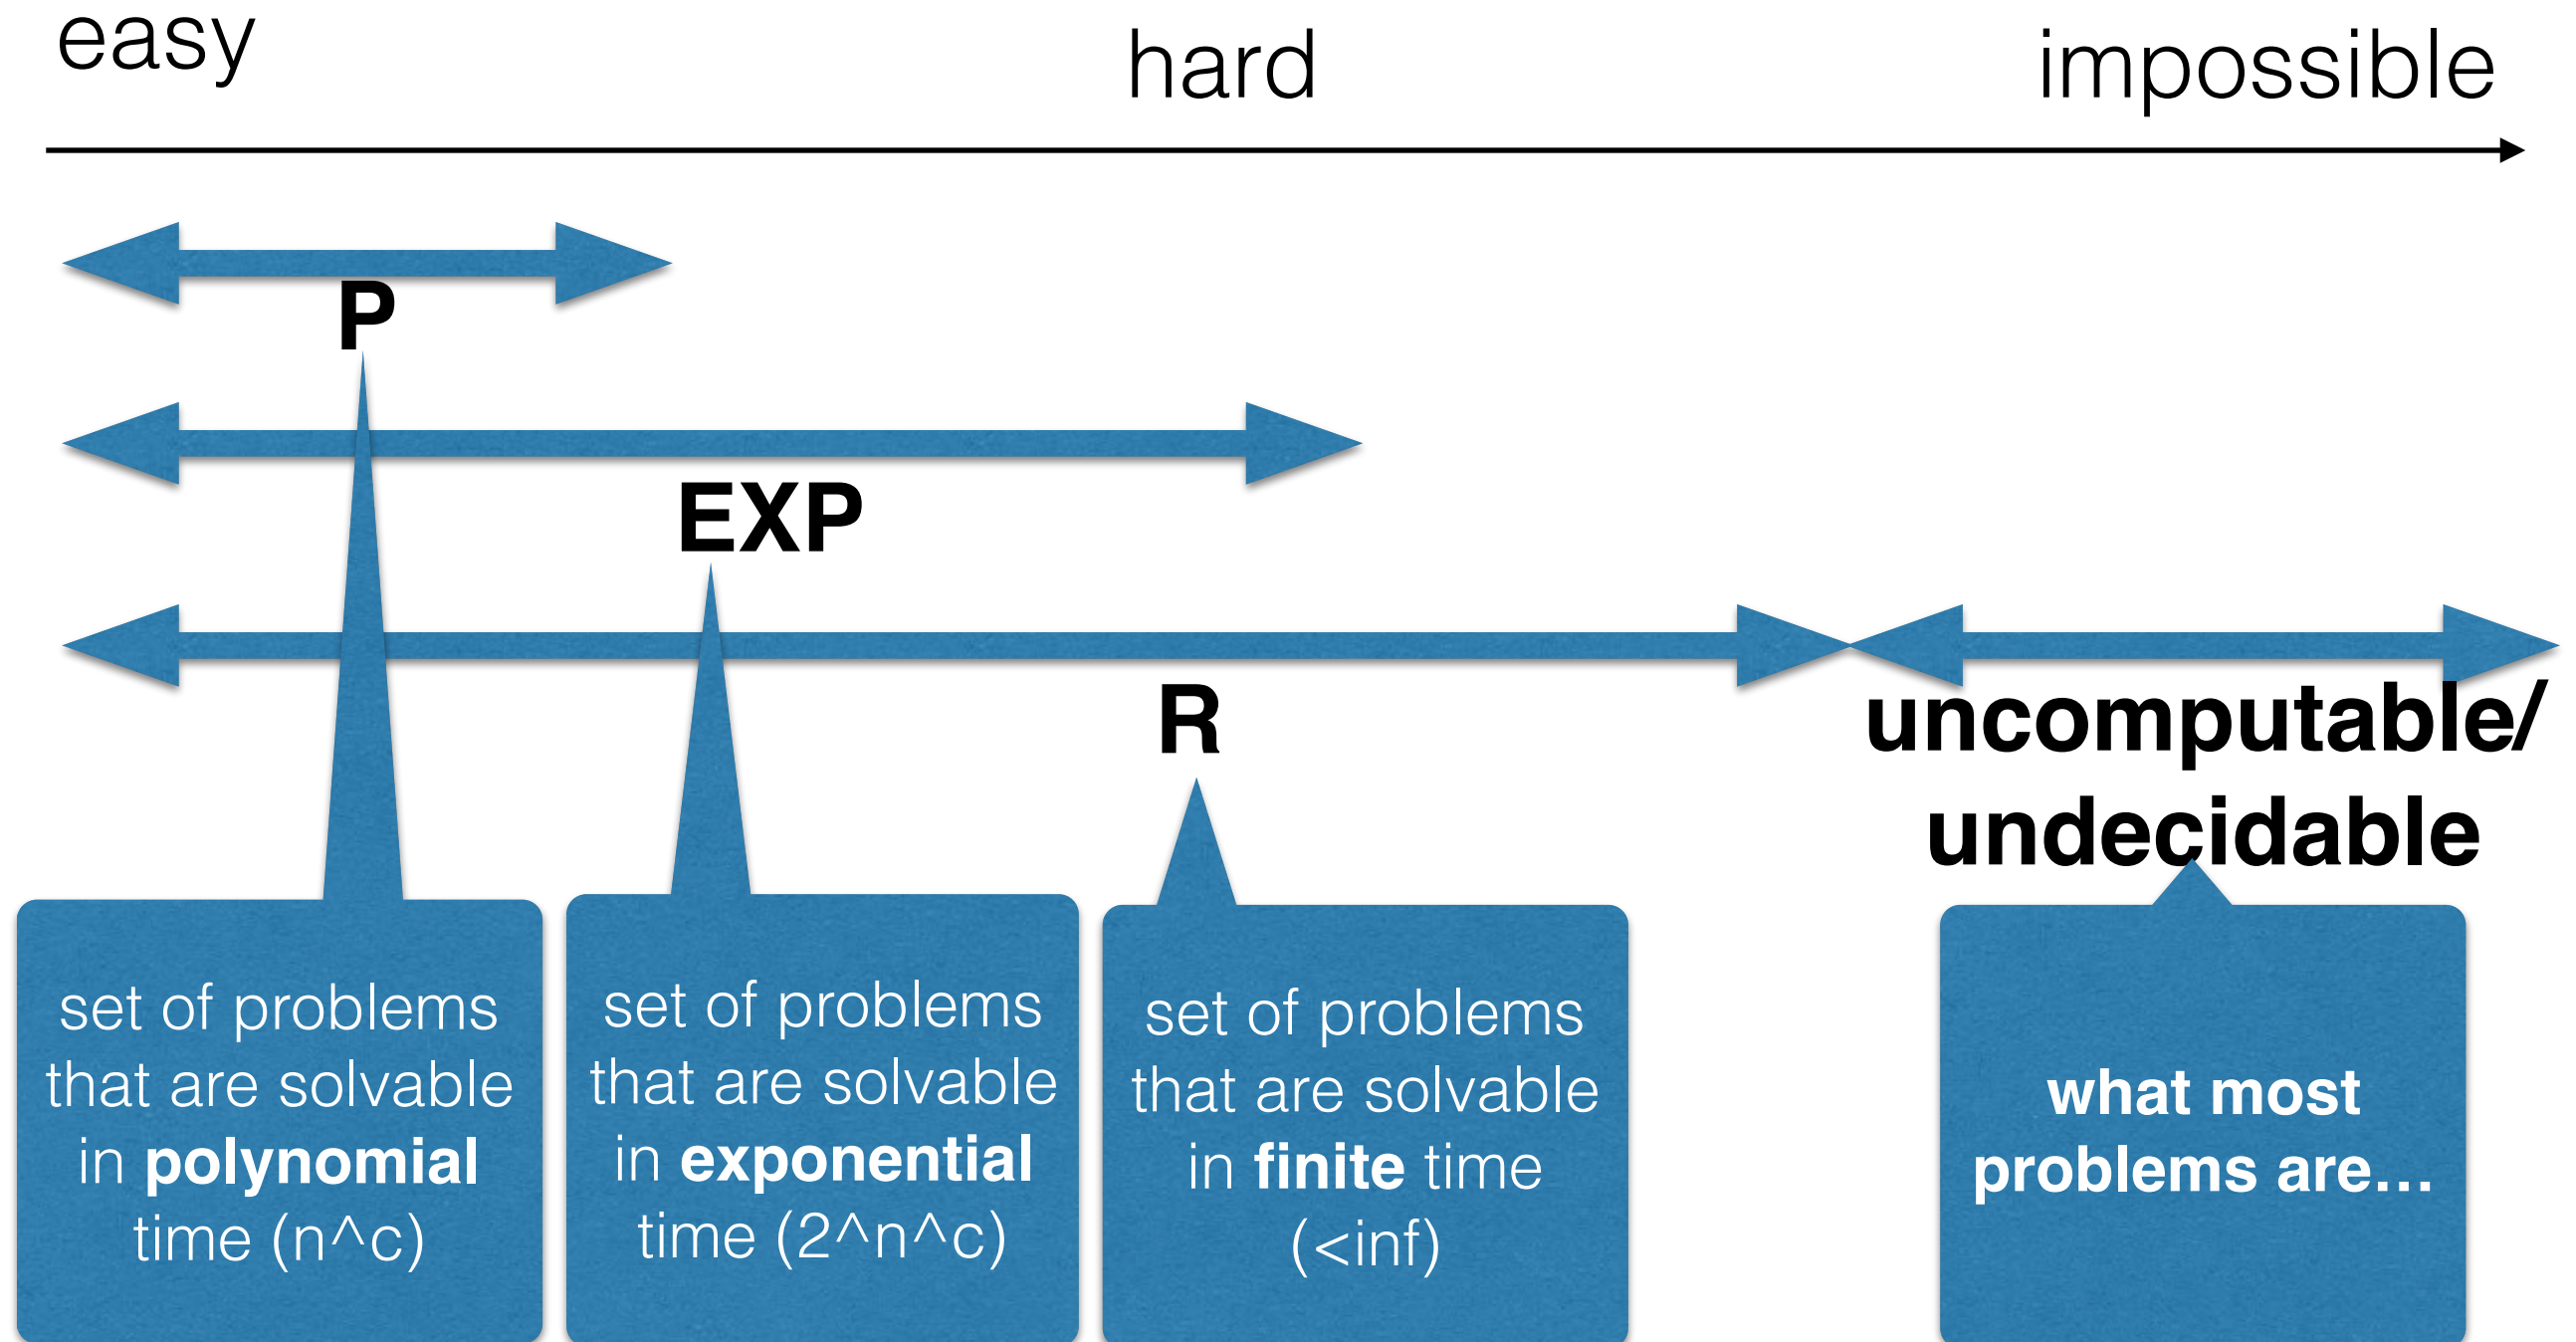 easy
hard
impossible
P
EXP
R
uncomputable/
undecidable
set of problems
that are solvable
in polynomial
time (n^c)
set of problems
that are solvable
in exponential
time (2^n^c)
set of problems
that are solvable
in finite time
(<inf)
what most
problems are…